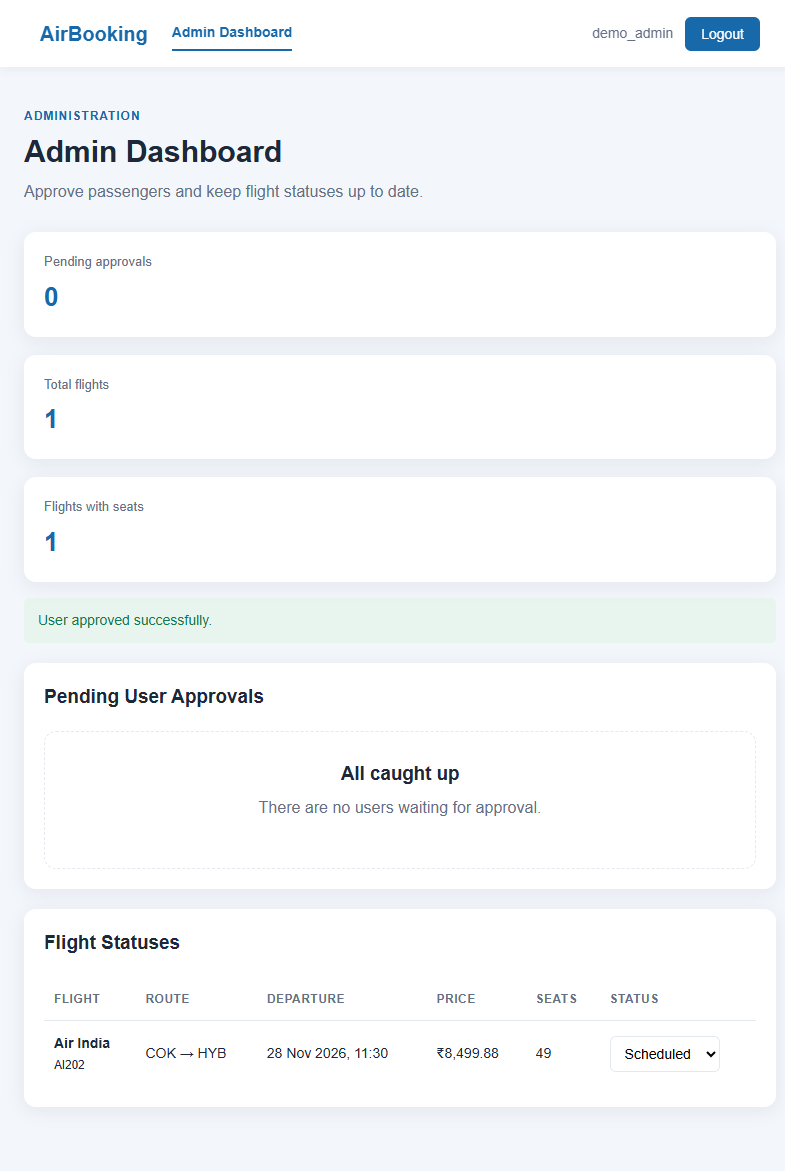 AirBooking Admin Dashboard demo_admin Logout
ADMINISTRATION
Admin Dashboard
Approve passengers and keep flight statuses up to date.
Pending approvals
0
Total flights
1
Flights with seats
1
User approved successfully.
Pending User Approvals
All caught up
There are no users waiting for approval.
Flight Statuses
FLIGHT ROUTE DEPARTURE PRICE SEATS STATUS
Air India
AI202
COK → HYB 28 Nov 2026, 11:30 ₹8,499.88 49 Scheduled